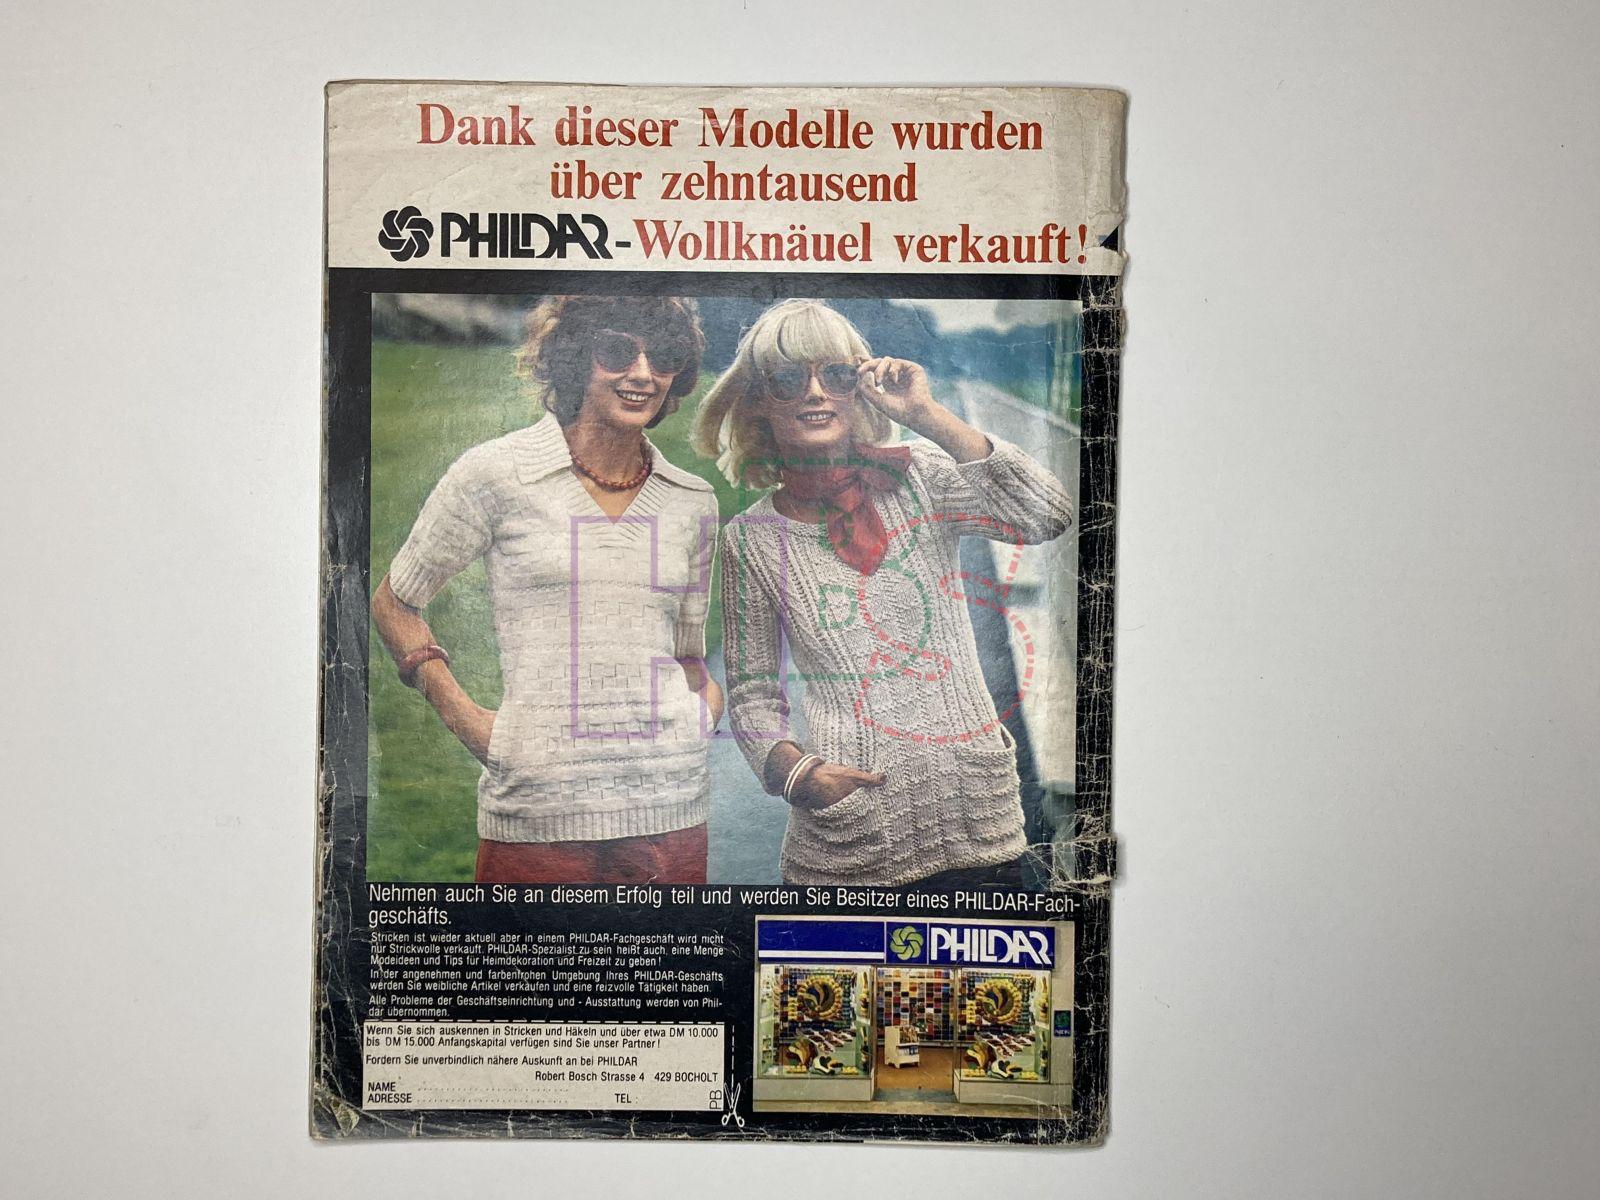 Dank dieser Modelle wurden
über zehntausend
PHILDAR-Wollknäuel verkauft!
H
B
S
Nehmen auch Sie an diesem Erfolg teil und werden Sie Besitzer eines PHILDAR-Fach-
geschäfts.
Stricken ist wieder aktuell aber in einem PHILDAR-Fachgeschäft wird nicht
nur Strickwolle verkauft. PHILDAR-Spezialist zu sein heißt auch, eine Menge
Modeideen und Tips für Heimdekoration und Freizeit zu geben!
In der angenehmen und farbenfrohen Umgebung Ihres PHILDAR-Geschäfts
werden Sie weibliche Artikel verkaufen und eine reizvolle Tätigkeit haben.
Alle Probleme der Geschäftseinrichtung und - Ausstattung werden von Phil-
dar übernommen.
PHILDAR
Wenn Sie sich auskennen in Stricken und Häkeln und über etwa DM 10.000
bis DM 15.000 Anfangskapital verfügen sind Sie unser Partner!
Fordern Sie unverbindlich nähere Auskunft an bei PHILDAR
Robert Bosch Strasse 4 429 BOCHOLT
NAME
ADRESSE TEL :
PB